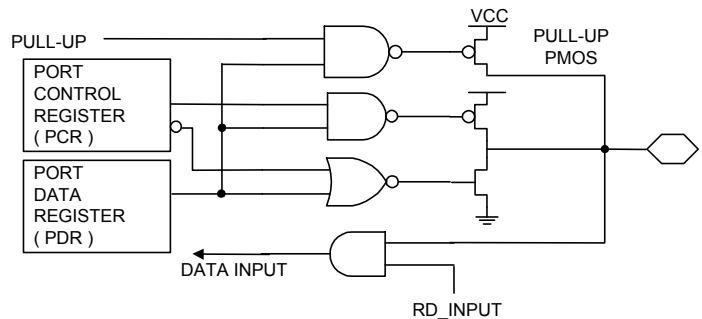 VCC
PULL-UP
PULL-UP
PMOS
PORT
CONTROL
REGISTER
( PCR )
PORT
DATA
REGISTER
( PDR )
DATA INPUT
RD_INPUT